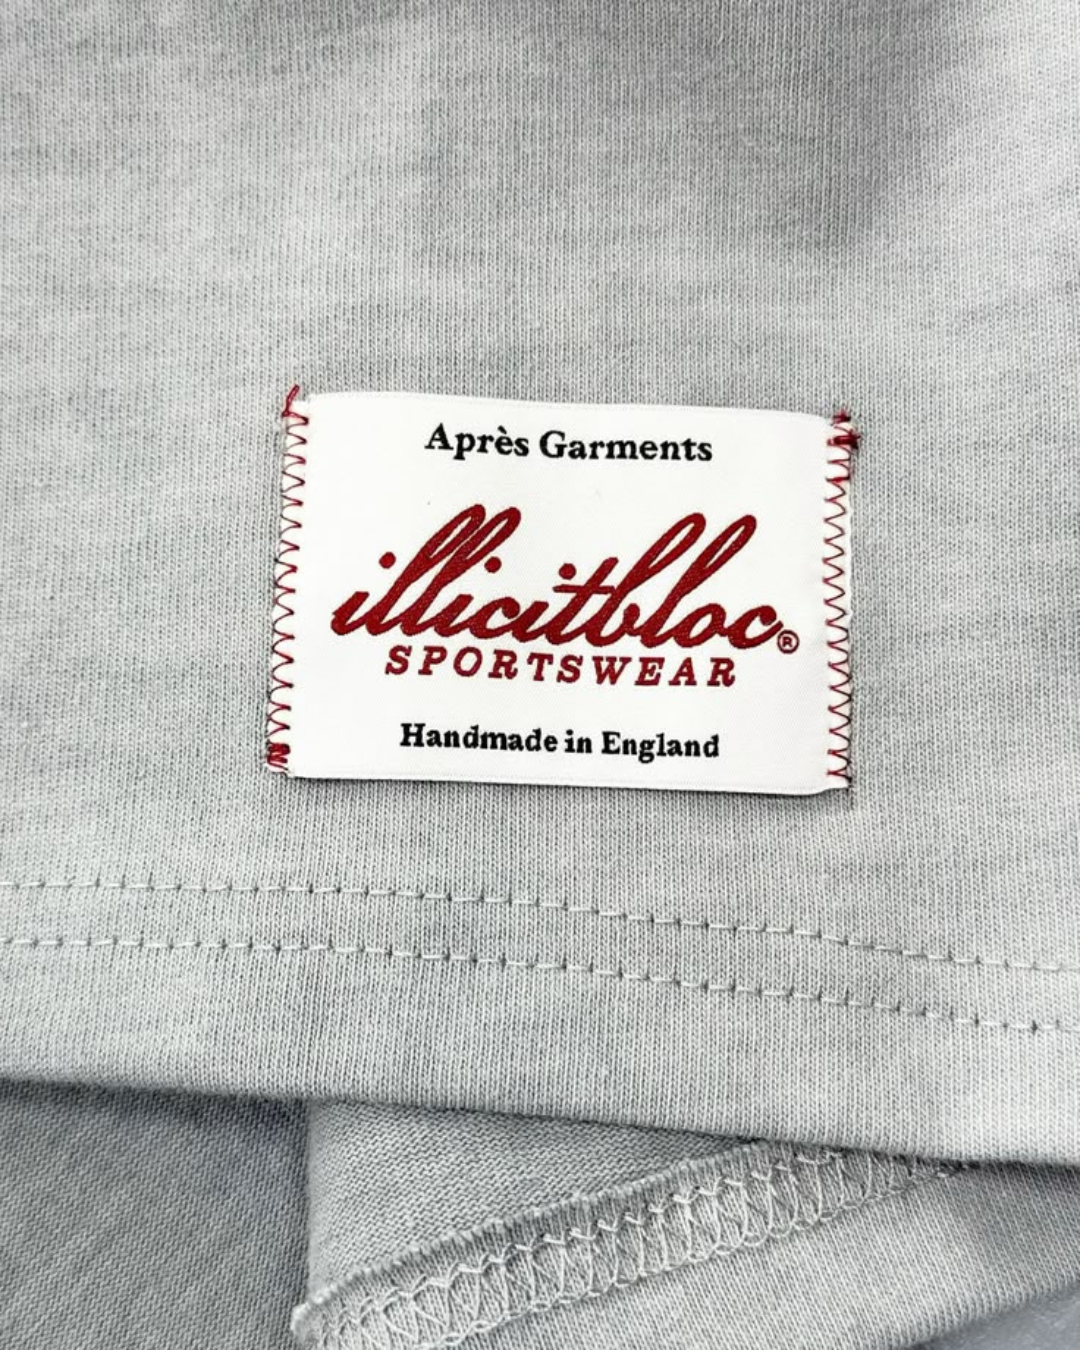 Après Garments
illicitbloc®
SPORTSWEAR
Handmade in England